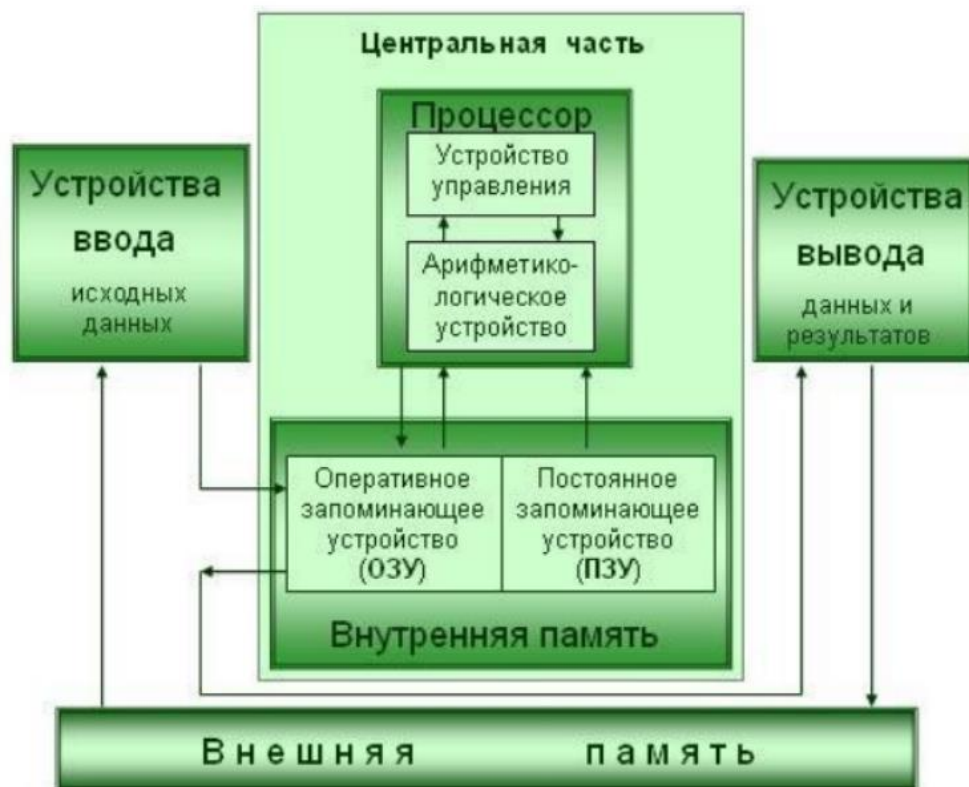 Центральная часть
Процессор
Устройство
управления
Арифметико-
логическое
устройство
Устройства
ввода
исходных
данных
Устройства
вывода
данных и
результатов
Оперативное
запоминающее
устройство
(ОЗУ)
Постоянное
запоминающее
устройство
(ПЗУ)
Внутренняя память
Внешняя память